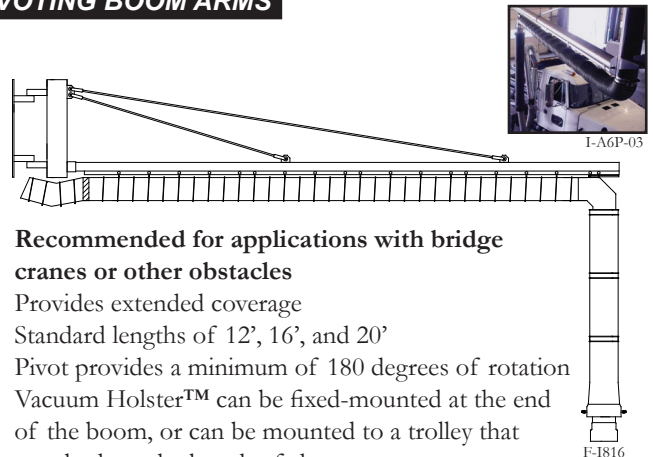 PIVOTING BOOM ARMS
I-A6P-03
Recommended for applications with bridge
cranes or other obstacles
Provides extended coverage
Standard lengths of 12’, 16’, and 20’
Pivot provides a minimum of 180 degrees of rotation
Vacuum Holster™ can be fixed-mounted at the end
of the boom, or can be mounted to a trolley that
F-I816